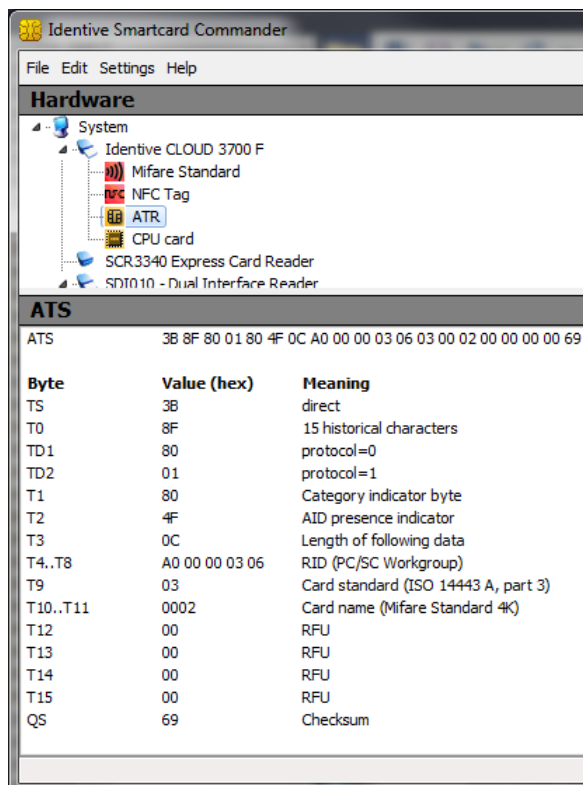 Identive Smartcard Commander
File Edit Settings Help
Hardware
System
Identive CLOUD 3700 F
Mifare Standard
NFC Tag
ATR
CPU card
SCR3340 Express Card Reader
SDI010 - Dual Interface Reader
ATS
ATS 3B 8F 80 01 80 4F 0C A0 00 00 03 06 03 00 02 00 00 00 00 69
Byte Value (hex) Meaning
TS 3B direct
T0 8F 15 historical characters
TD1 80 protocol=0
TD2 01 protocol=1
T1 80 Category indicator byte
T2 4F AID presence indicator
T3 0C Length of following data
T4..T8 A0 00 00 03 06 RID (PC/SC Workgroup)
T9 03 Card standard (ISO 14443 A, part 3)
T10..T11 0002 Card name (Mifare Standard 4K)
T12 00 RFU
T13 00 RFU
T14 00 RFU
T15 00 RFU
QS 69 Checksum